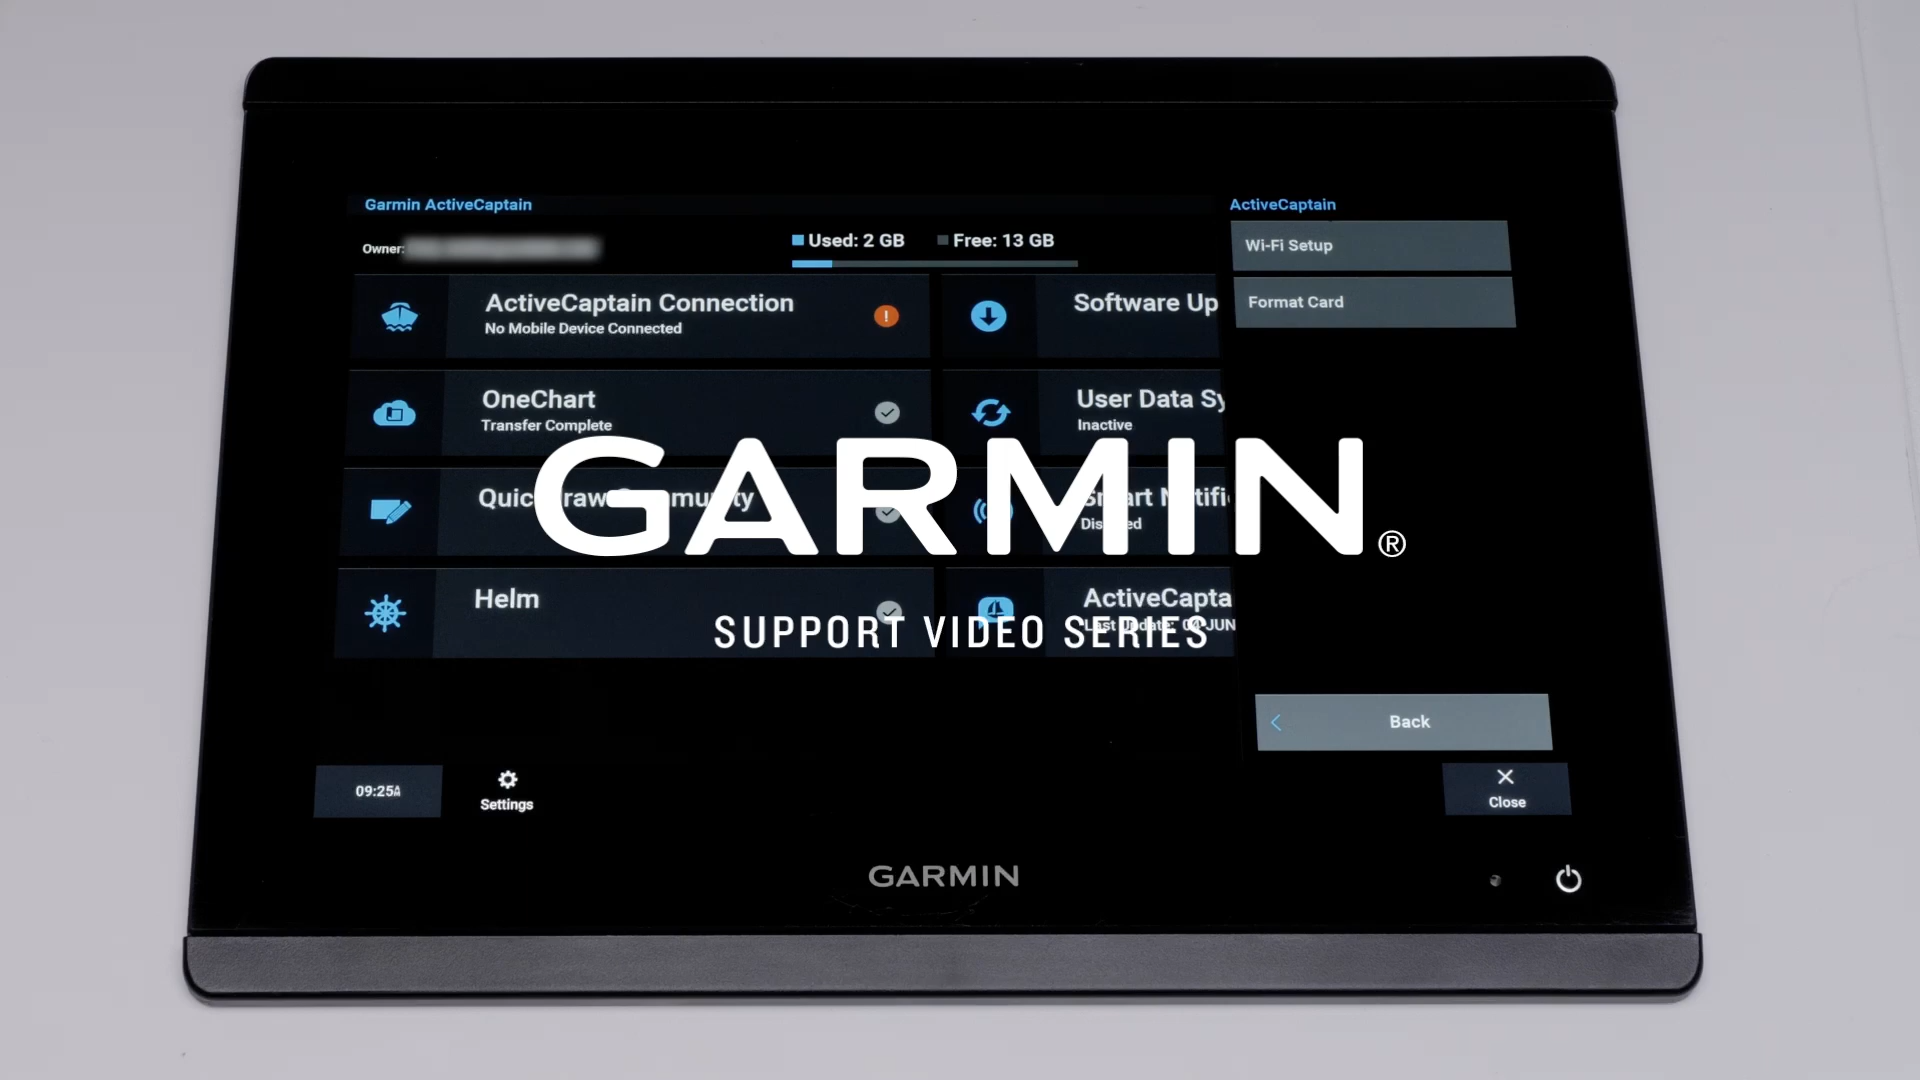 Garmin ActiveCaptain
ActiveCaptain
Owner:
Used: 2 GB
Free: 13 GB
Wi-Fi Setup
Format Card
ActiveCaptain Connection
No Mobile Device Connected
Software Up
OneChart
Transfer Complete
User Data Sy
Inactive
GARMIN®
Helm
ActiveCapta
SUPPORT VIDEO SERIES
Back
09:25A
Settings
Close
GARMIN